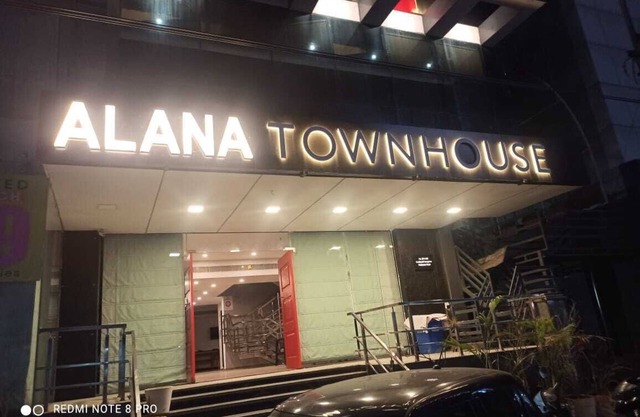 ALANA TOWNHOUSE
REDMI NOTE 8 PRO